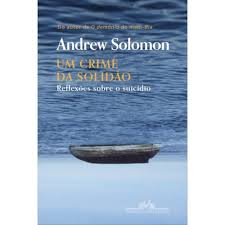 Do autor de O demônio do meio-dia
Andrew Solomon
UM CRIME
DA SOLIDÃO
Reflexões sobre o suicídio